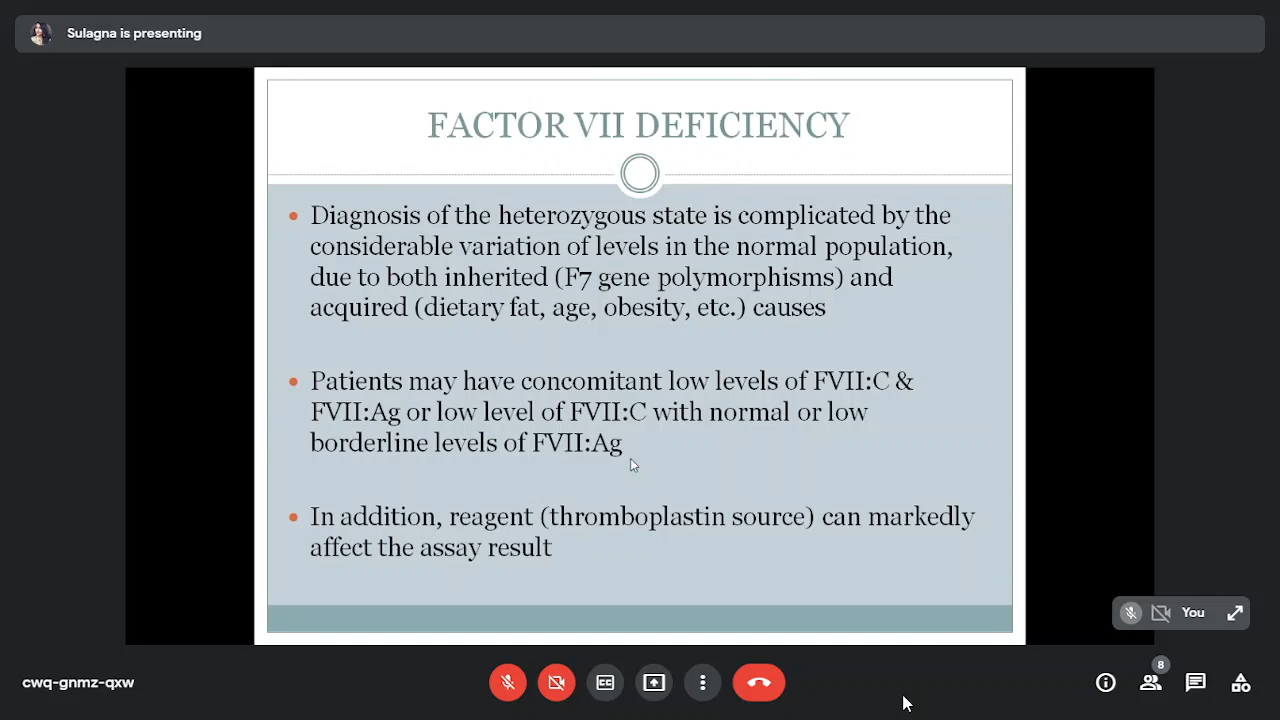 Sulagna is presenting
FACTOR VII DEFICIENCY
• Diagnosis of the heterozygous state is complicated by the
considerable variation of levels in the normal population,
due to both inherited (F7 gene polymorphisms) and
acquired (dietary fat, age, obesity, etc.) causes
• Patients may have concomitant low levels of FVII:C &
FVII:Ag or low level of FVII:C with normal or low
borderline levels of FVII:Ag
• In addition, reagent (thromboplastin source) can markedly
affect the assay result
You
8
cwq-gnmz-qxw
CC